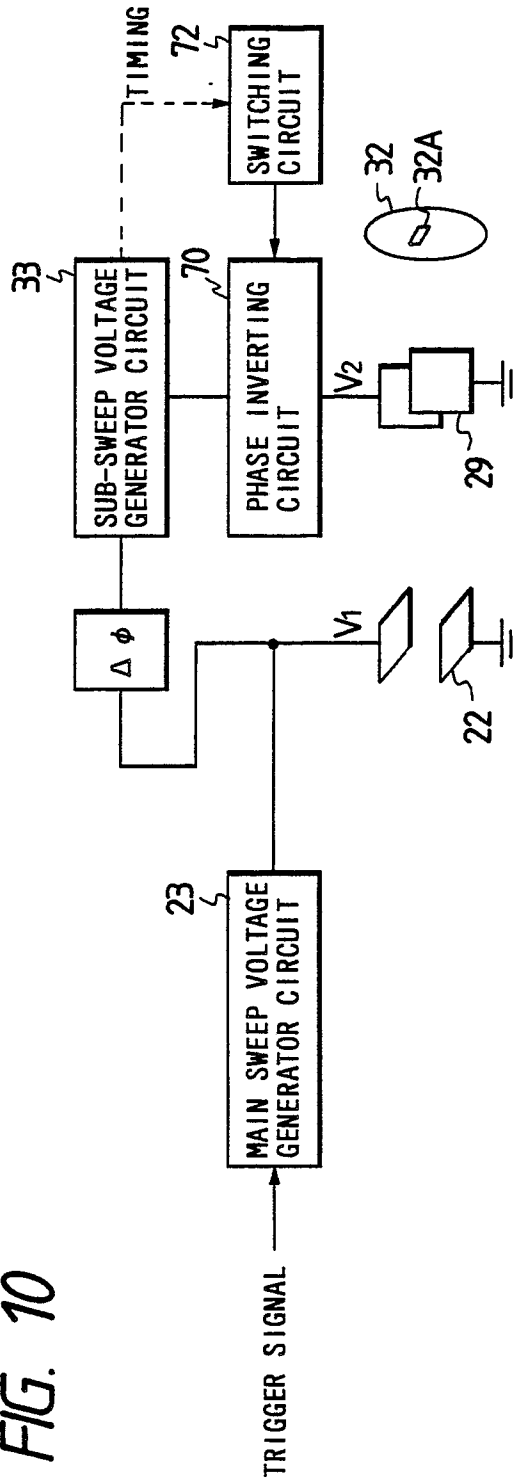 FIG. 10
TRIGGER SIGNAL
23
MAIN SWEEP VOLTAGE
GENERATOR CIRCUIT
Δ φ
33
SUB-SWEEP VOLTAGE
GENERATOR CIRCUIT
TIMING
72
SWITCHING
CIRCUIT
70
PHASE INVERTING
CIRCUIT
V1
22
V2
29
32
32A